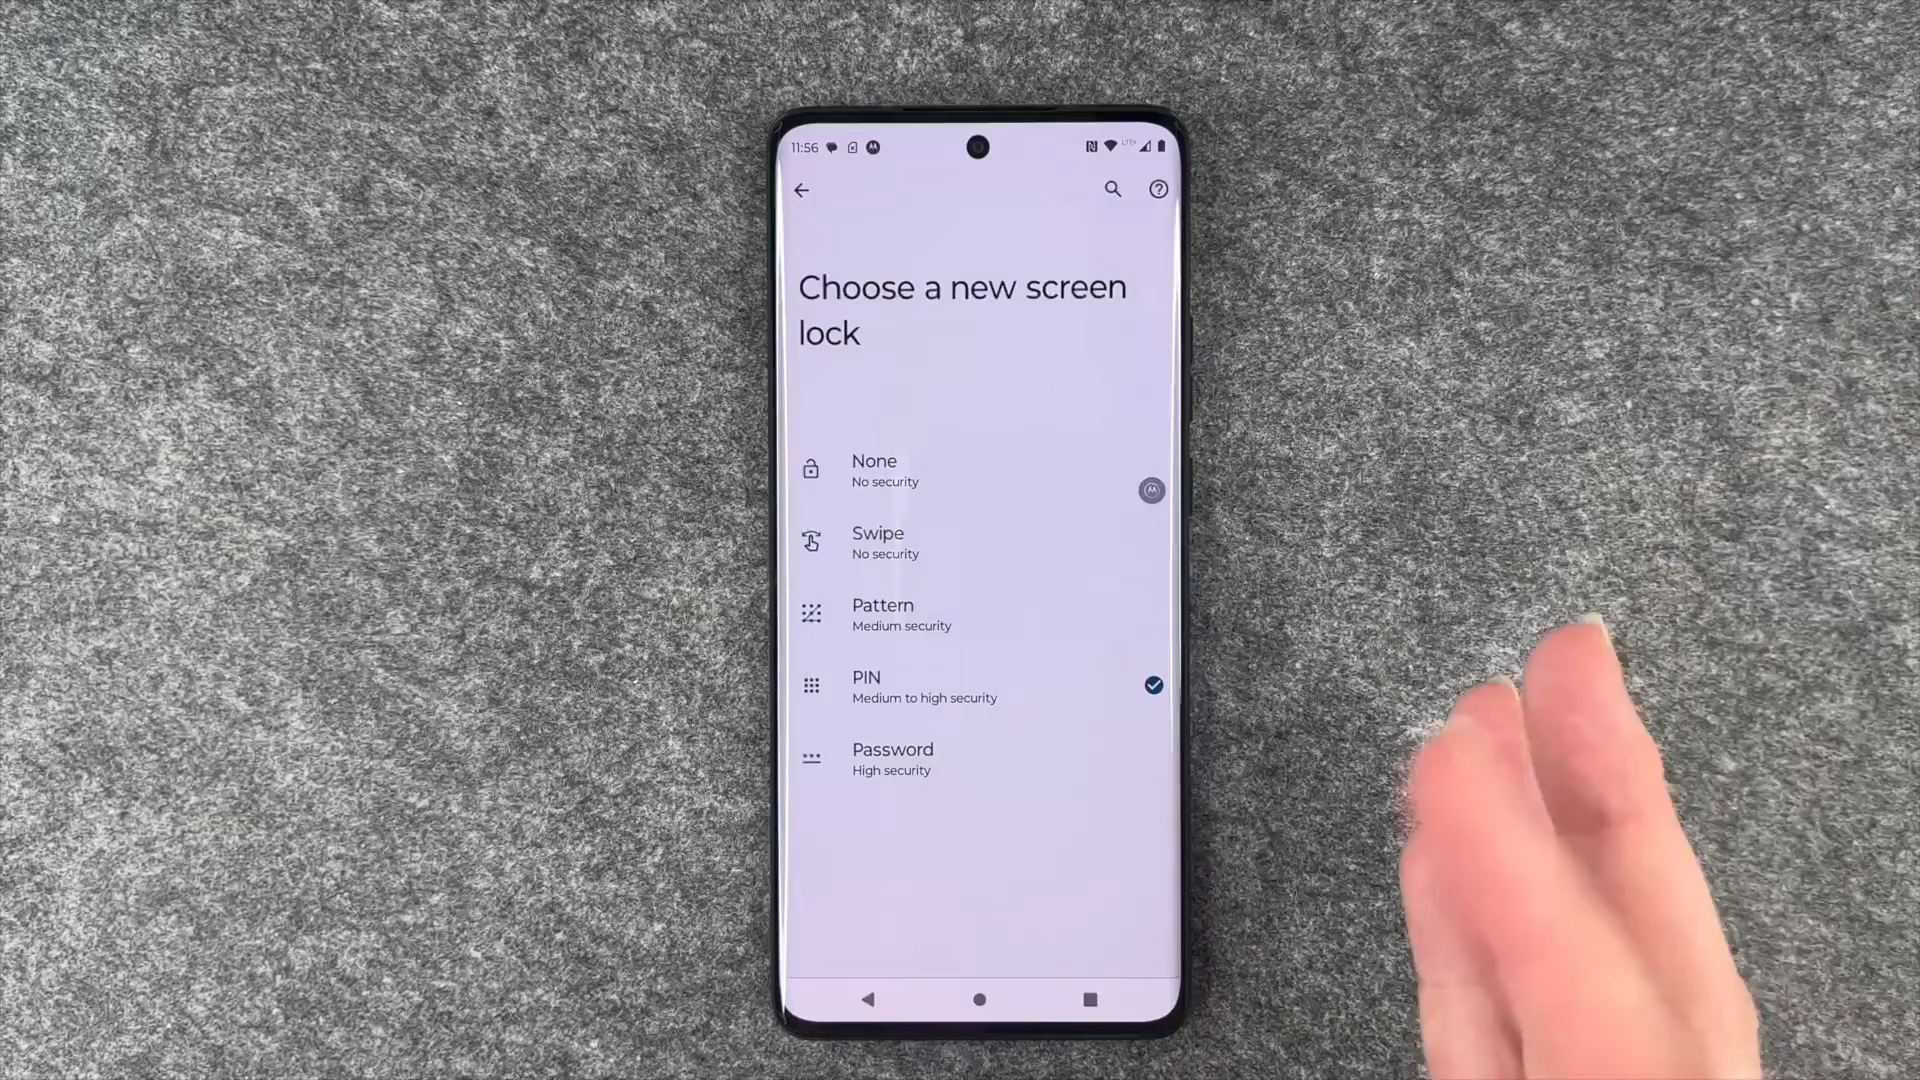 11:56
LTE+
Choose a new screen
lock
None
No security
Swipe
No security
Pattern
Medium security
PIN
Medium to high security
Password
High security